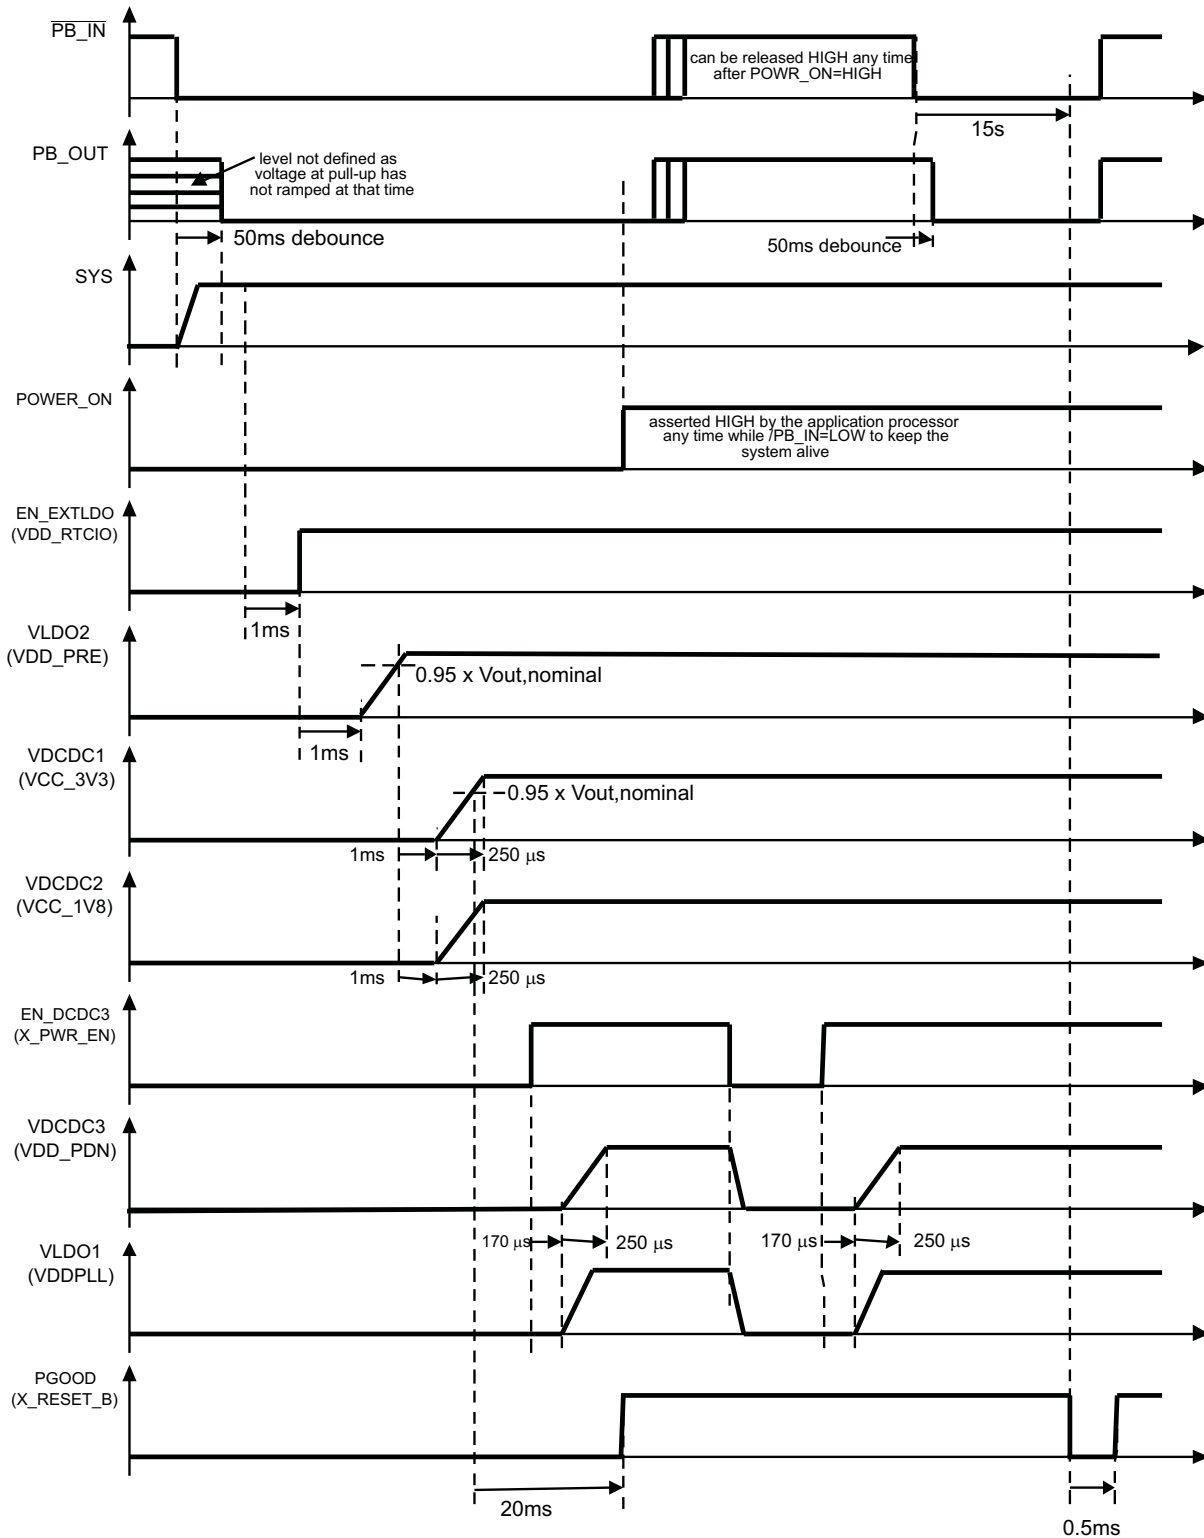 PB_IN
can be released HIGH any time
after POWR_ON=HIGH
15s
PB_OUT
level not defined as
voltage at pull-up has
not ramped at that time
50ms debounce
50ms debounce
SYS
POWER_ON
asserted HIGH by the application processor
any time while /PB_IN=LOW to keep the
system alive
EN_EXTLDO
(VDD_RTCIO)
1ms
VLDO2
(VDD_PRE)
0.95 x Vout,nominal
1ms
VDCDC1
(VCC_3V3)
0.95 x Vout,nominal
1ms
250 μs
VDCDC2
(VCC_1V8)
1ms
250 μs
EN_DCDC3
(X_PWR_EN)
VDCDC3
(VDD_PDN)
170 μs
250 μs
170 μs
250 μs
VLDO1
(VDDPLL)
PGOOD
(X_RESET_B)
20ms
0.5ms